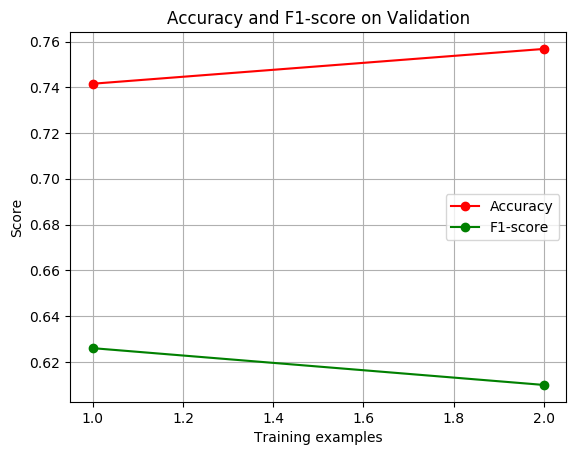 Accuracy and F1-score on Validation
0.76
0.74
0.72
0.70
0.68
0.66
0.64
0.62
Score
Accuracy
F1-score
1.0 1.2 1.4 1.6 1.8 2.0
Training examples